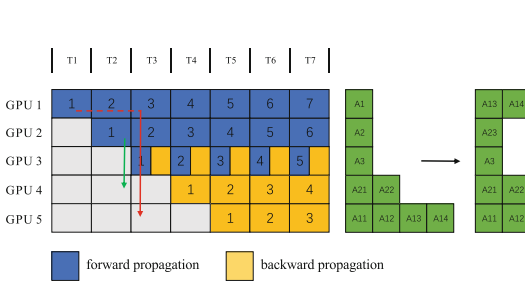 T1 T2 T3 T4 T5 T6 T7
GPU 1 1 2 3 4 5 6 7 A1 A13 A14
GPU 2 1 2 3 4 5 6 A2 A23
GPU 3 1 2 3 4 5 A3 A3
GPU 4 1 2 3 4 A21 A22 A21 A22
GPU 5 1 2 3 A11 A12 A13 A14 A11 A12
forward propagation backward propagation